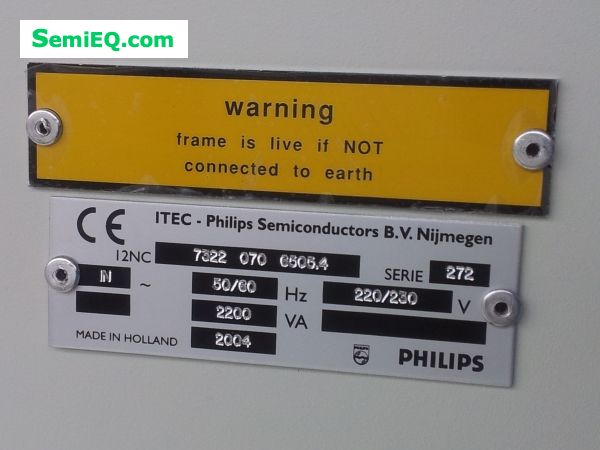 SemiEQ.com
warning
frame is live if NOT
connected to earth
CE
ITEC - Philips Semiconductors B.V. Nijmegen
12NC 7322 070 6505.4 SERIE 272
N ~ 50/60 Hz 220/230 V
2200 VA
MADE IN HOLLAND 2004 PHILIPS